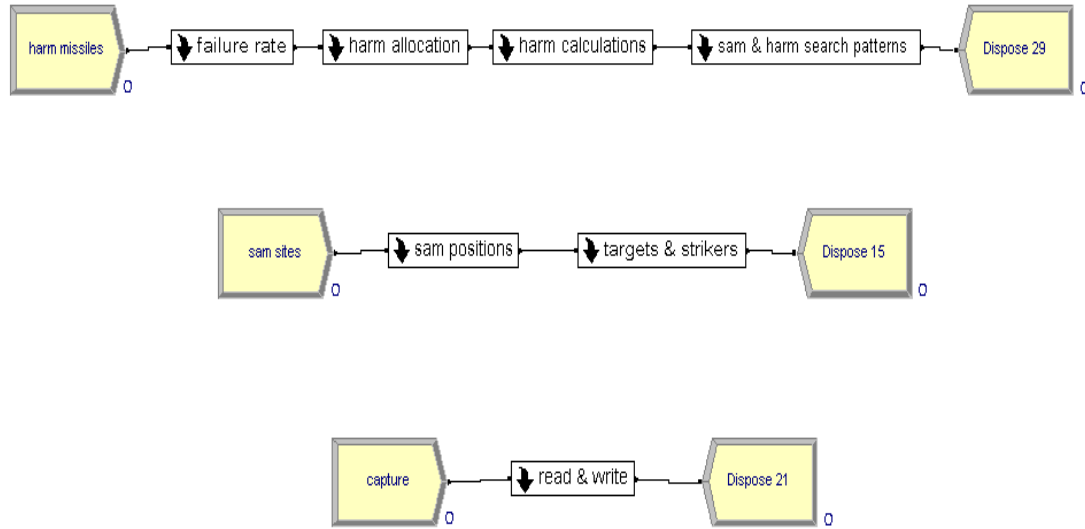 harm missiles
failure rate
harm allocation
harm calculations
sam & harm search patterns
Dispose 29
0
0
sam sites
sam positions
targets & strikers
Dispose 15
0
0
capture
read & write
Dispose 21
0
0